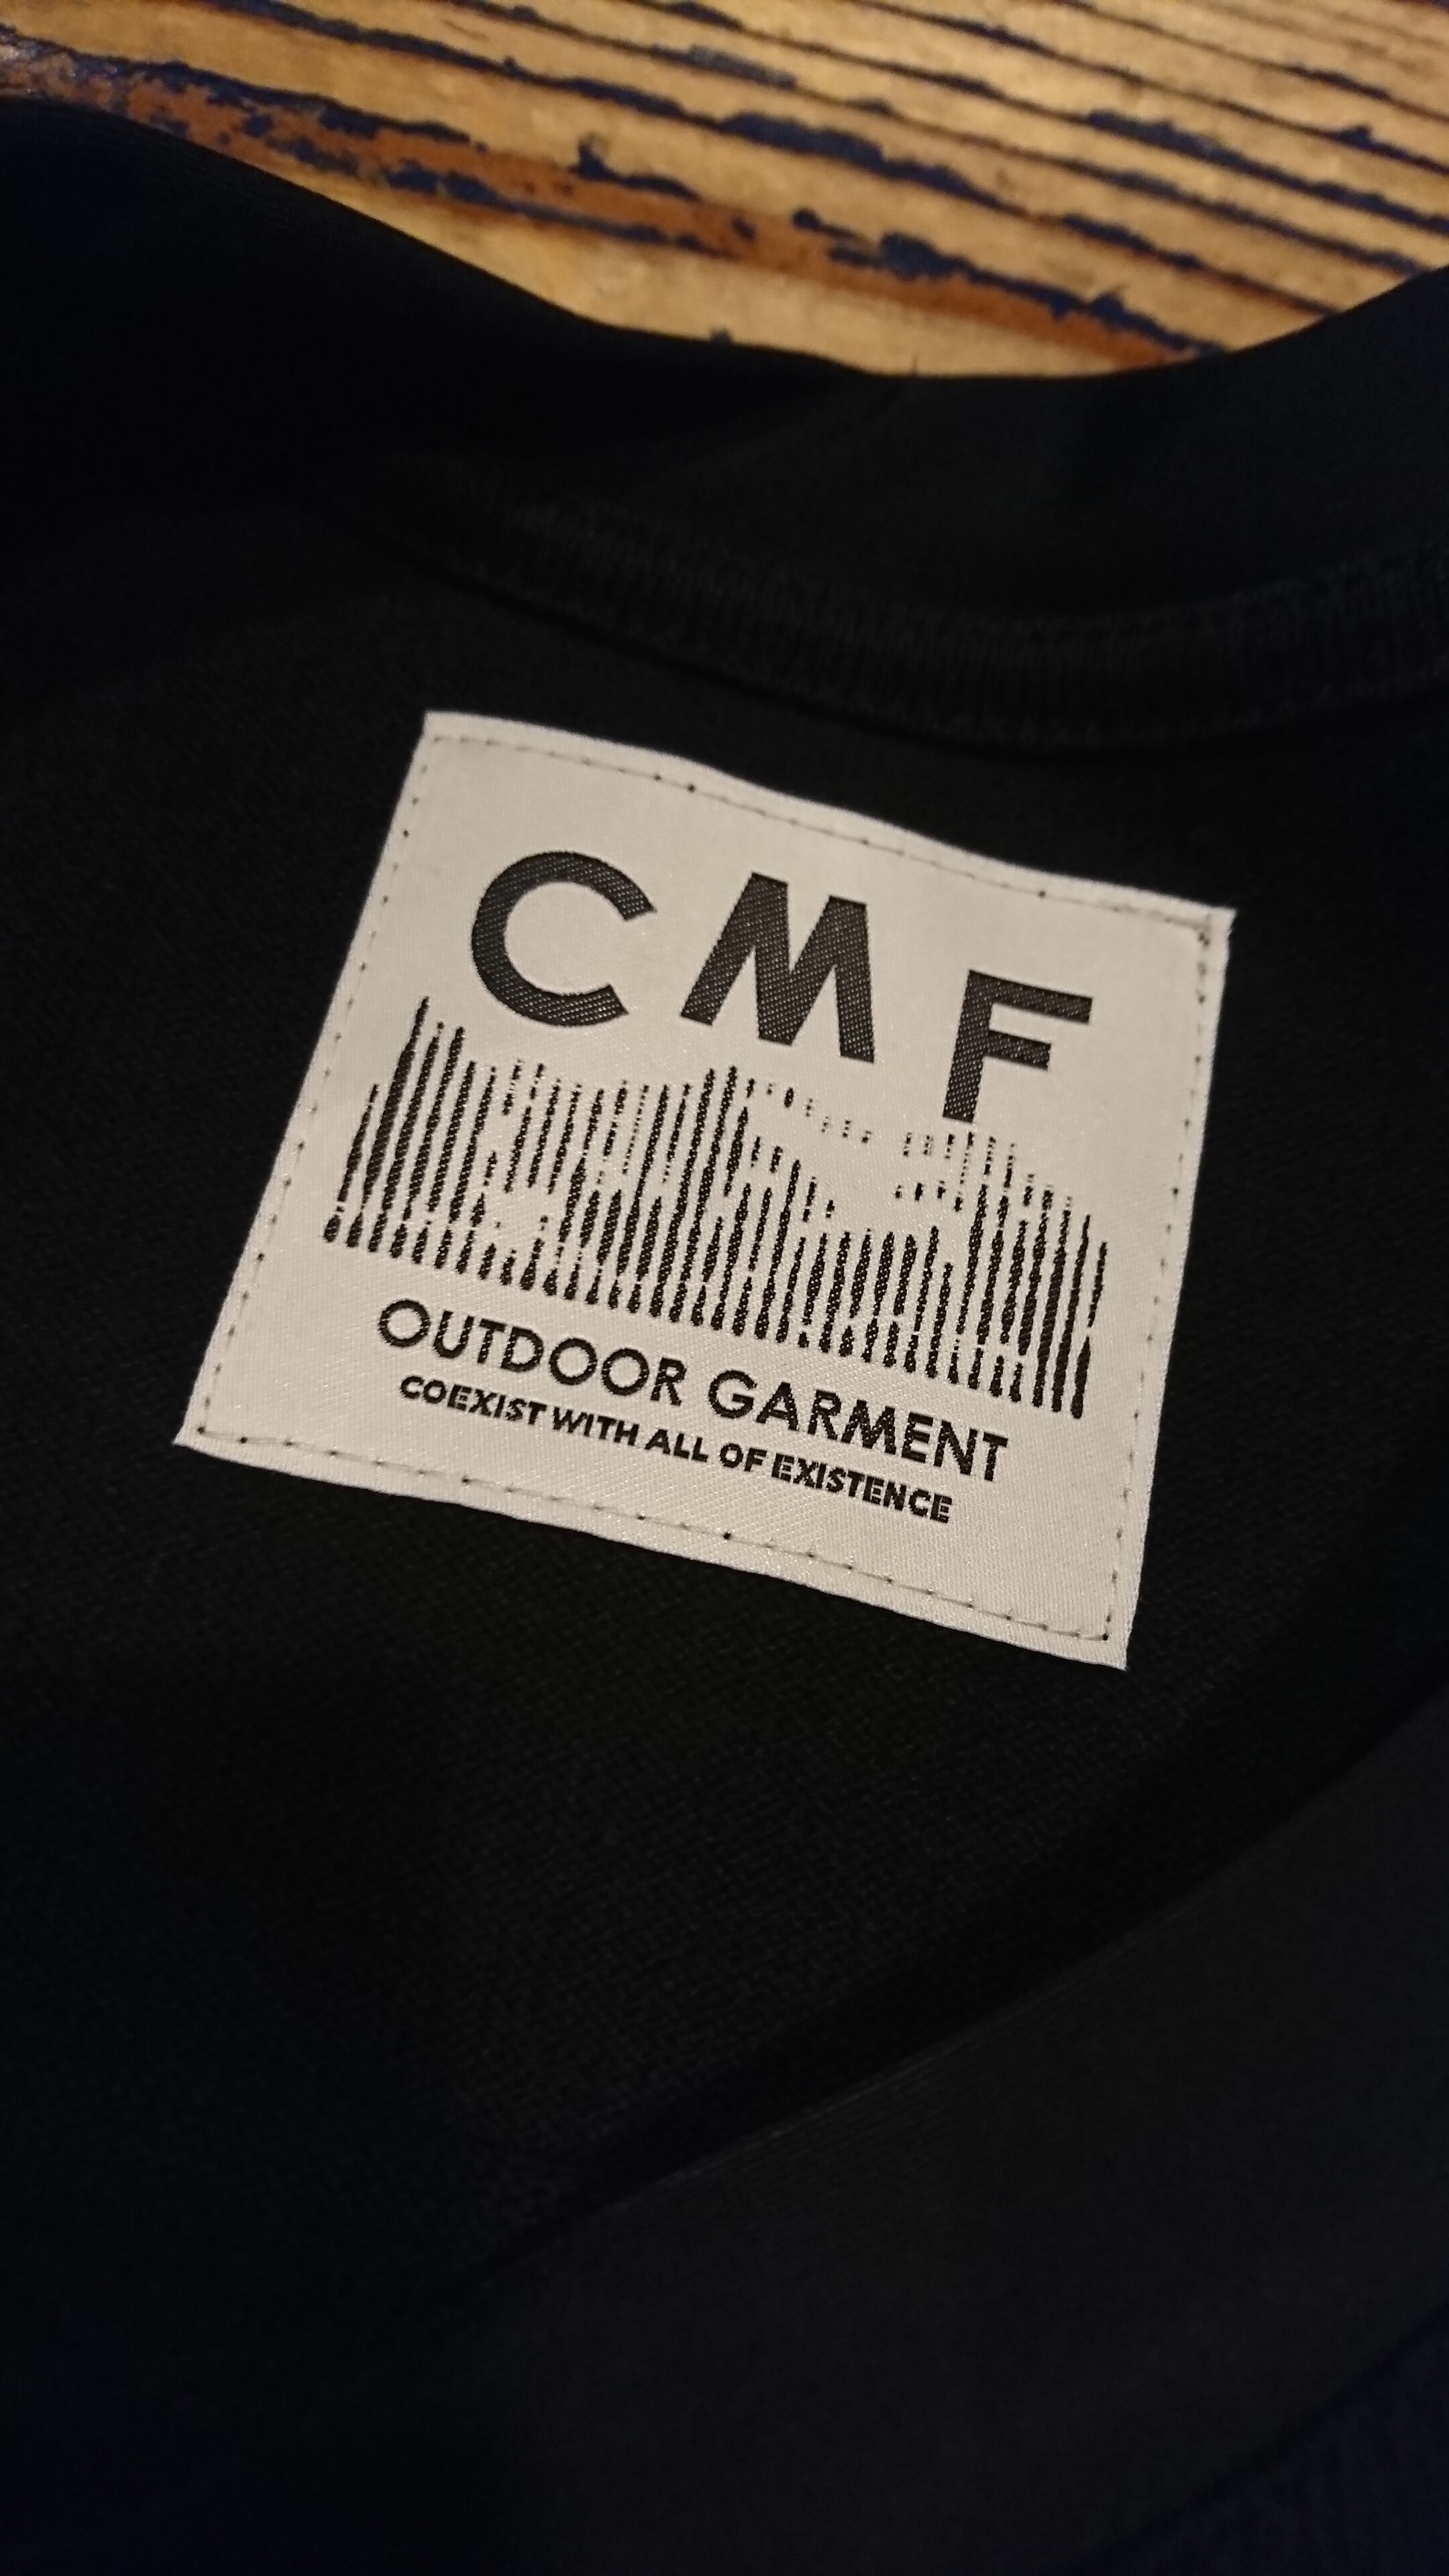 CMF
OUTDOOR GARMENT
COEXIST WITH ALL OF EXISTENCE